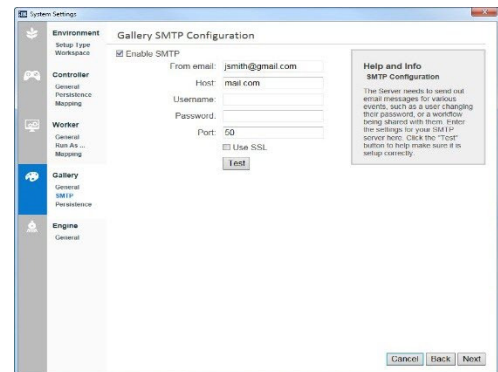 System Settings
Environment
Setup Type
Workspace
Controller
General
Persistence
Mapping
Worker
General
Run As ...
Mapping
Gallery
General
SMTP
Persistence
Engine
General
Gallery SMTP Configuration
Enable SMTP
From email: jsmith@gmail.com
Host: mail.com
Username:
Password:
Port: 50
Use SSL
Test
Help and Info
SMTP Configuration
The Server needs to send out
email messages for various
events, such as a user changing
their password, or a workflow
being shared with them. Enter
the settings for your SMTP
server here. Click the "Test"
button to help make sure it is
setup correctly.
Cancel Back Next